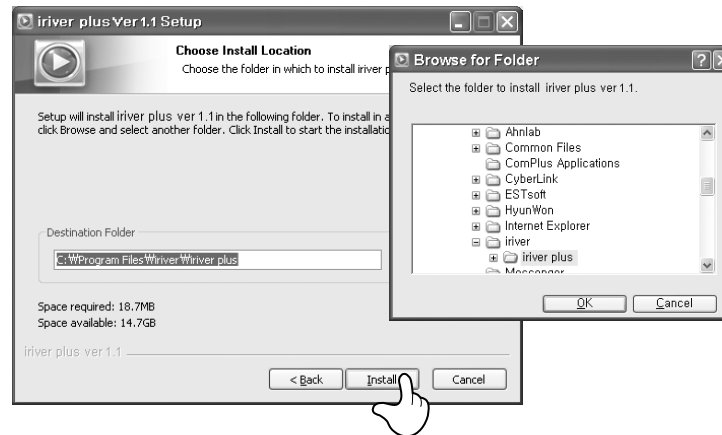 iriver plus Ver 1.1 Setup
Choose Install Location
Choose the folder in which to install iriver p
Setup will install iriver plus ver 1.1 in the following folder. To install in a
click Browse and select another folder. Click Install to start the installatio
Destination Folder
C:₩Program Files₩iriver₩iriver plus
Space required: 18.7MB
Space available: 14.7GB
iriver plus ver 1.1
< Back
Install
Cancel
Browse for Folder
Select the folder to install iriver plus ver 1.1.
Ahnlab
Common Files
ComPlus Applications
CyberLink
ESTsoft
HyunWon
Internet Explorer
iriver
iriver plus
Messenger
OK
Cancel